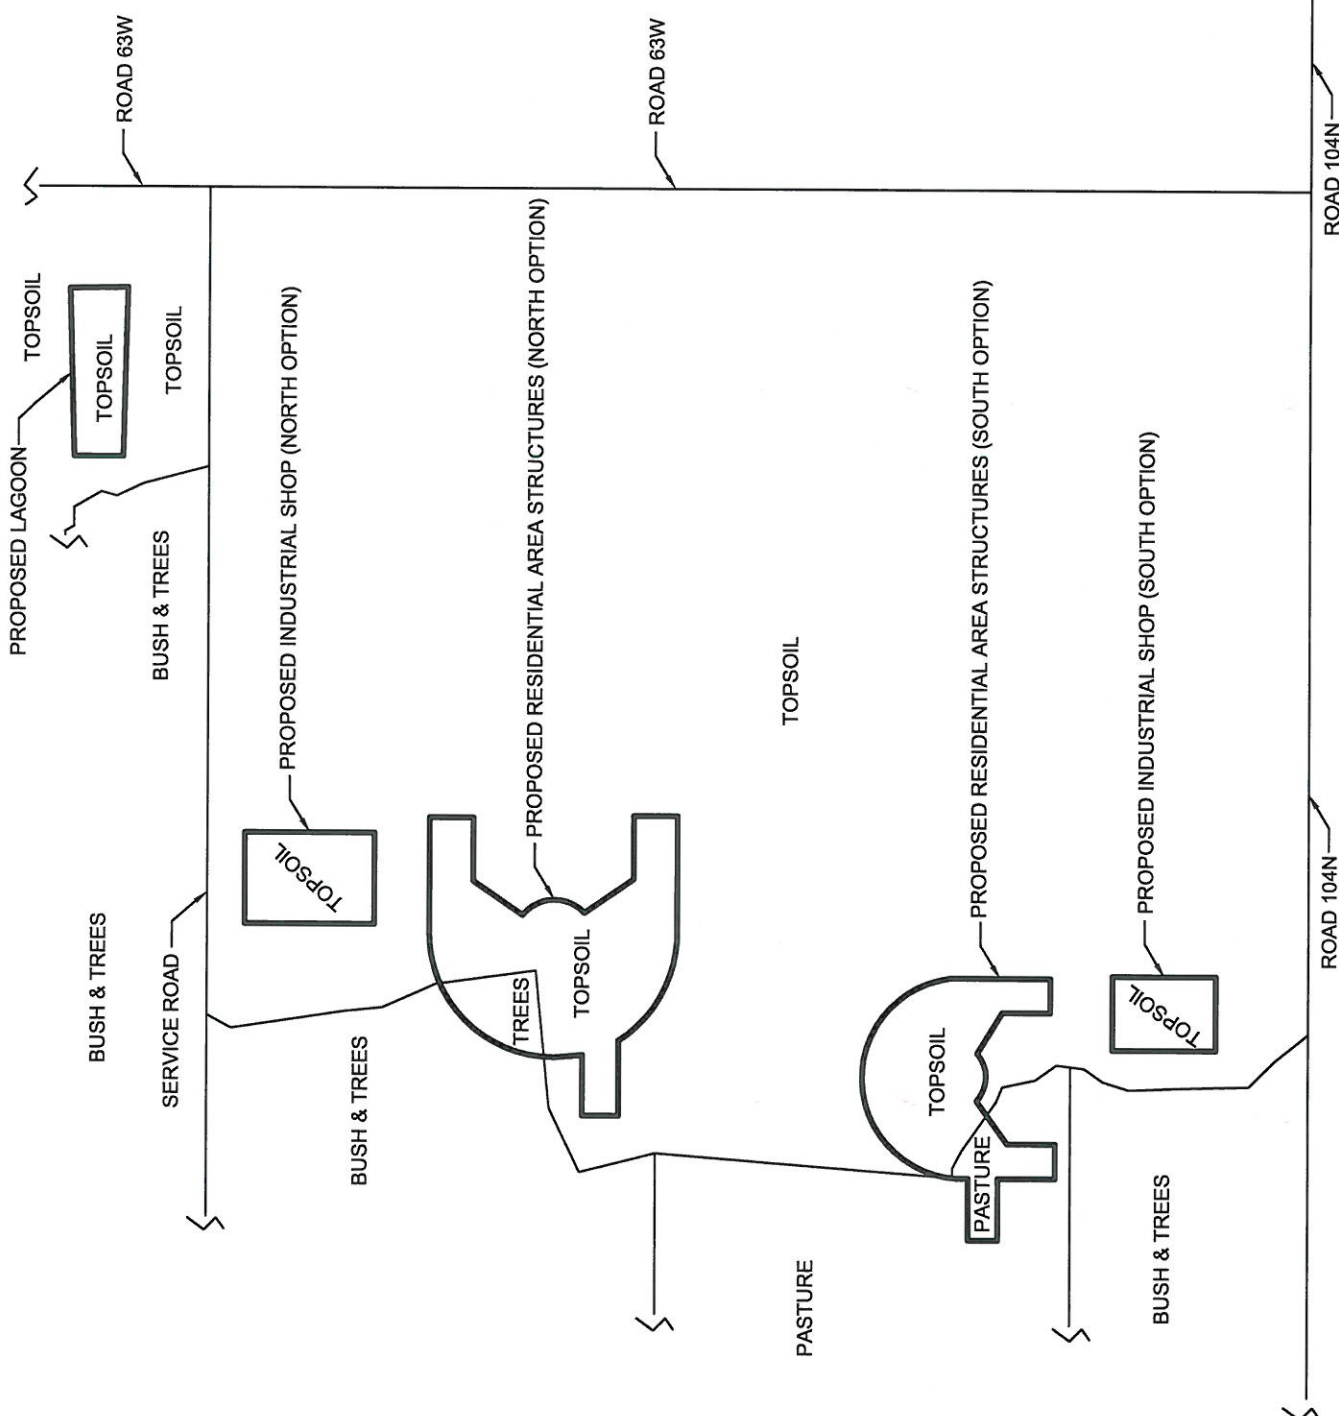 ROAD 63W
ROAD 63W
PROPOSED LAGOON
TOPSOIL
TOPSOIL
TOPSOIL
BUSH & TREES
PROPOSED INDUSTRIAL SHOP (NORTH OPTION)
TOPSOIL
BUSH & TREES
SERVICE ROAD
PROPOSED RESIDENTIAL AREA STRUCTURES (NORTH OPTION)
TREES
TOPSOIL
BUSH & TREES
TOPSOIL
PROPOSED RESIDENTIAL AREA STRUCTURES (SOUTH OPTION)
TOPSOIL
PASTURE
PASTURE
PROPOSED INDUSTRIAL SHOP (SOUTH OPTION)
TOPSOIL
BUSH & TREES
ROAD 104N
ROAD 104N